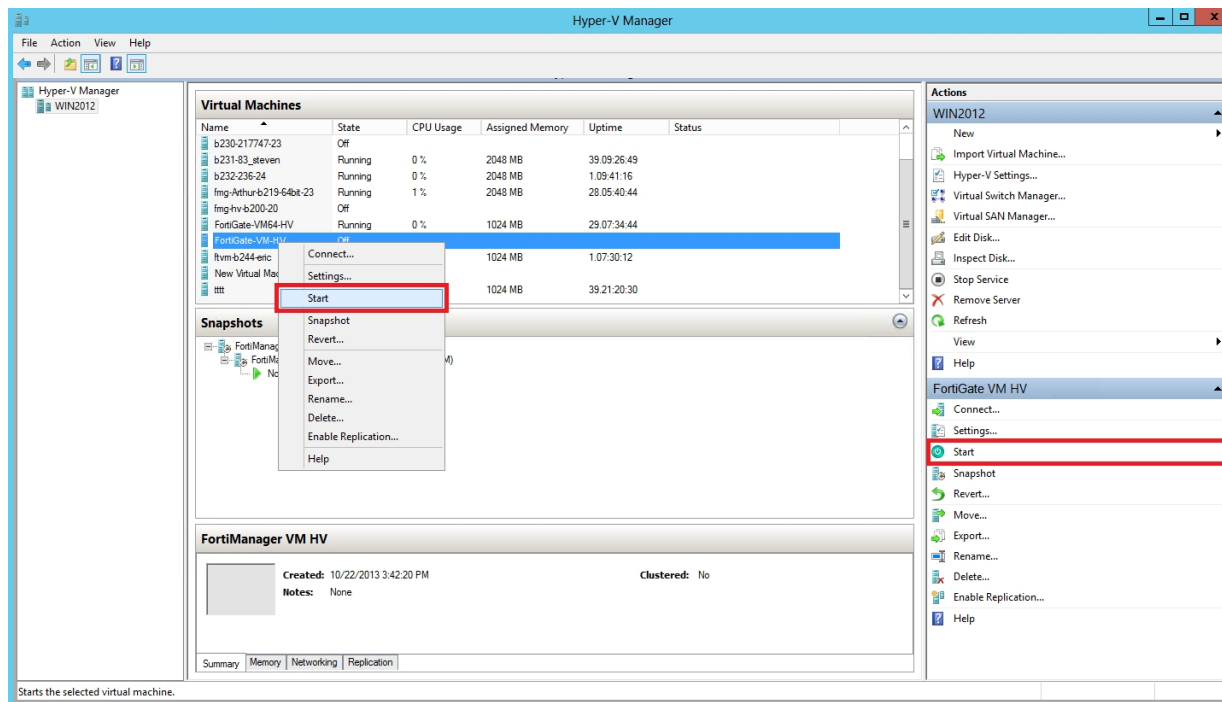 Hyper-V Manager
File Action View Help
Hyper-V Manager
WIN2012
Virtual Machines
Name State CPU Usage Assigned Memory Uptime Status
b230-217747-23 Off
b231-83_steven Running 0 % 2048 MB 39.09:26:49
b232-236-24 Running 0 % 2048 MB 1.09:41:16
fmg-Arthur-b219-64bit-23 Running 1 % 2048 MB 28.05:40:44
fmg-hv-b200-20 Off
FortiGate-VM64-HV Running 0 % 1024 MB 29.07:34:44
FortiGate-VM-HV Off
ftvm-b244-eric 1024 MB 1.07:30:12
New Virtual Mac
tttt 1024 MB 39.21:20:30
Connect...
Settings...
Start
Snapshot
Revert...
Move...
Export...
Rename...
Delete...
Enable Replication...
Help
Snapshots
FortiManag
FortiMa M)
No
FortiManager VM HV
Created: 10/22/2013 3:42:20 PM Clustered: No
Notes: None
Summary Memory Networking Replication
Actions
WIN2012
New
Import Virtual Machine...
Hyper-V Settings...
Virtual Switch Manager...
Virtual SAN Manager...
Edit Disk...
Inspect Disk...
Stop Service
Remove Server
Refresh
View
Help
FortiGate VM HV
Connect...
Settings...
Start
Snapshot
Revert...
Move...
Export...
Rename...
Delete...
Enable Replication...
Help
Starts the selected virtual machine.